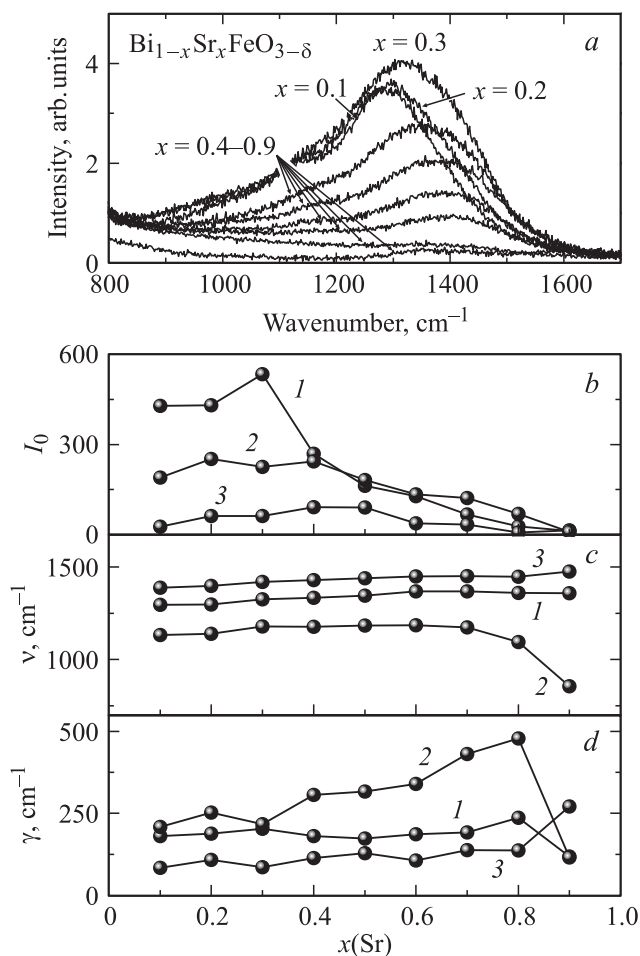 Bi₁₋ₓSrₓFeO₃₋δ
a
x = 0.3
x = 0.1
x = 0.2
x = 0.4–0.9
Intensity, arb. units
4
2
0
800 1000 1200 1400 1600
Wavenumber, cm⁻¹
600
300
0
I₀
b
1
2
3
1500
1000
ν, cm⁻¹
c
3
1
2
500
250
0
γ, cm⁻¹
d
2
1
3
0 0.2 0.4 0.6 0.8 1.0
x(Sr)